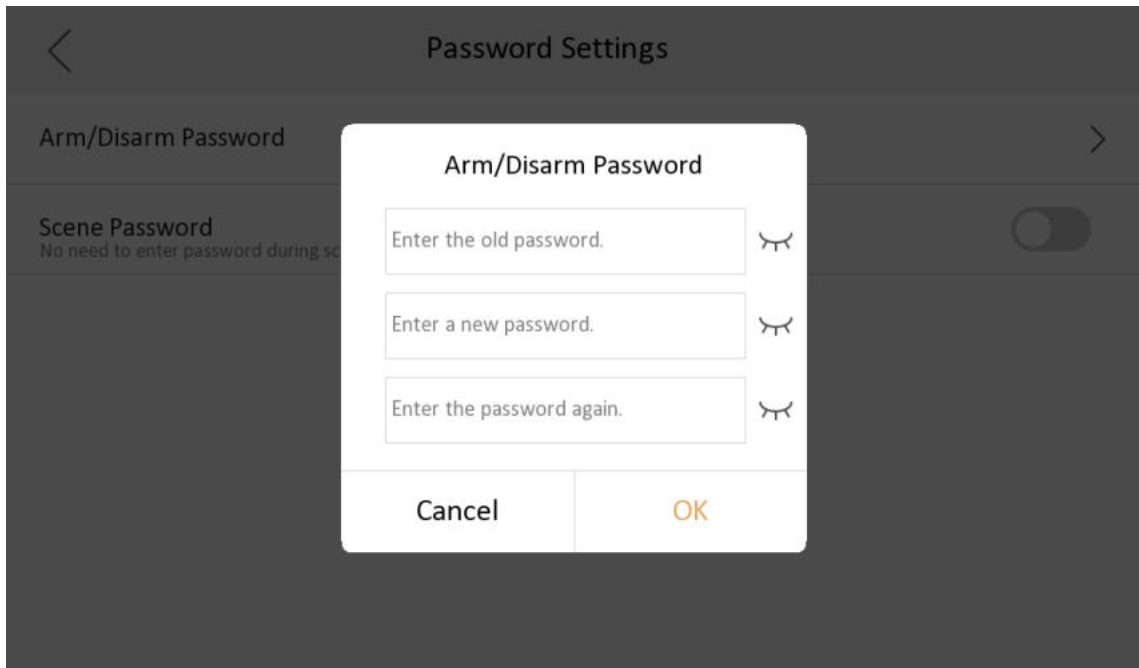 Password Settings
Arm/Disarm Password
Scene Password
No need to enter password during
Arm/Disarm Password
Enter the old password.
Enter a new password.
Enter the password again.
Cancel
OK